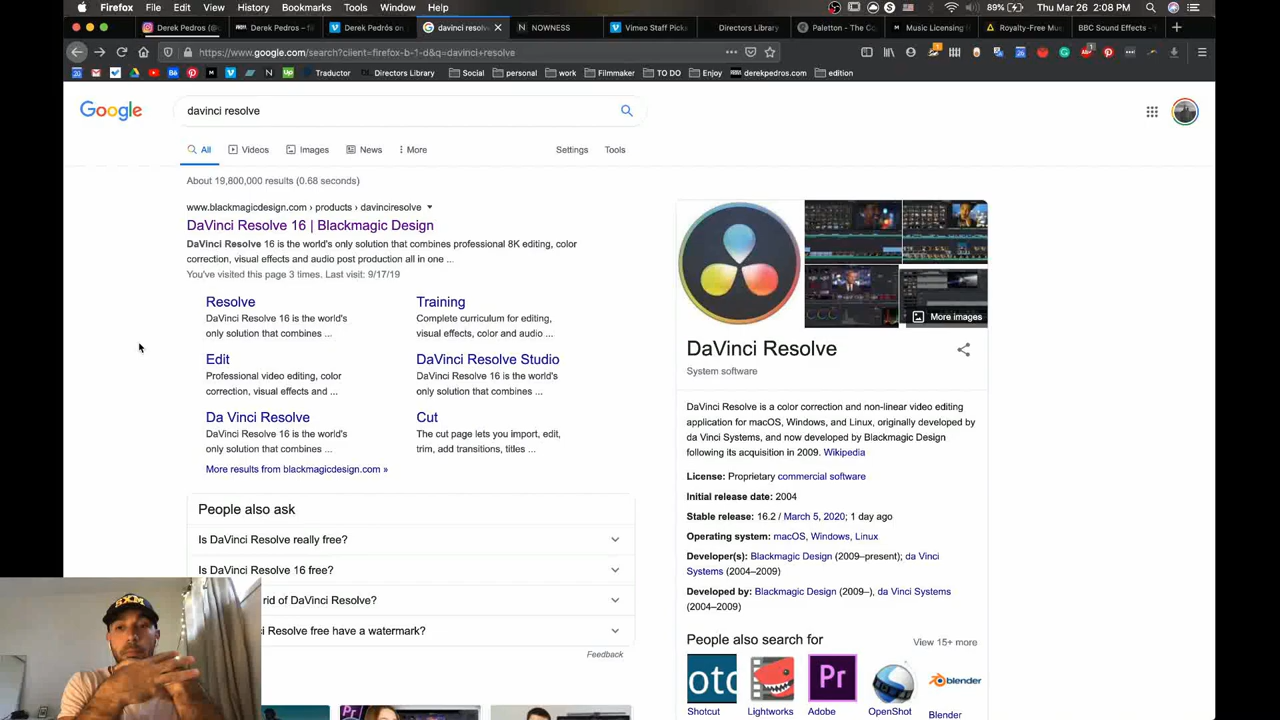 Firefox File Edit View History Bookmarks Tools Window Help
89% Thu Mar 26 2:08 PM
Derek Pedros (@
Derek Pedros – fi
Derek Pedrós on
davinci resolv
NOWNESS
Vimeo Staff Picks
Directors Library
Paletton - The Co
Music Licensing f
Royalty-Free Mus
BBC Sound Effects -
https://www.google.com/search?client=firefox-b-1-d&q=davinci+resolve
Traductor Directors Library Social personal work Filmmaker TO DO Enjoy derekpedros.com edition
Google
davinci resolve
All Videos Images News More Settings Tools
About 19,800,000 results (0.68 seconds)
www.blackmagicdesign.com › products › davinciresolve
DaVinci Resolve 16 | Blackmagic Design
DaVinci Resolve 16 is the world's only solution that combines professional 8K editing, color
correction, visual effects and audio post production all in one ...
You've visited this page 3 times. Last visit: 9/17/19
Resolve
DaVinci Resolve 16 is the world's
only solution that combines ...
Training
Complete curriculum for editing,
visual effects, color and audio ...
Edit
Professional video editing, color
correction, visual effects and ...
DaVinci Resolve Studio
DaVinci Resolve 16 is the world's
only solution that combines ...
Da Vinci Resolve
DaVinci Resolve 16 is the world's
only solution that combines ...
Cut
The cut page lets you import, edit,
trim, add transitions, titles ...
More results from blackmagicdesign.com »
People also ask
Is DaVinci Resolve really free?
Is DaVinci Resolve 16 free?
rid of DaVinci Resolve?
ci Resolve free have a watermark?
Feedback
SXM
More images
DaVinci Resolve
System software
DaVinci Resolve is a color correction and non-linear video editing
application for macOS, Windows, and Linux, originally developed by
da Vinci Systems, and now developed by Blackmagic Design
following its acquisition in 2009. Wikipedia
License: Proprietary commercial software
Initial release date: 2004
Stable release: 16.2 / March 5, 2020; 1 day ago
Operating system: macOS, Windows, Linux
Developer(s): Blackmagic Design (2009–present); da Vinci
Systems (2004–2009)
Developed by: Blackmagic Design (2009–), da Vinci Systems
(2004–2009)
People also search for
View 15+ more
otc
Pr
blender
Shotcut
Lightworks
Adobe
OpenShot
Blender
Pr